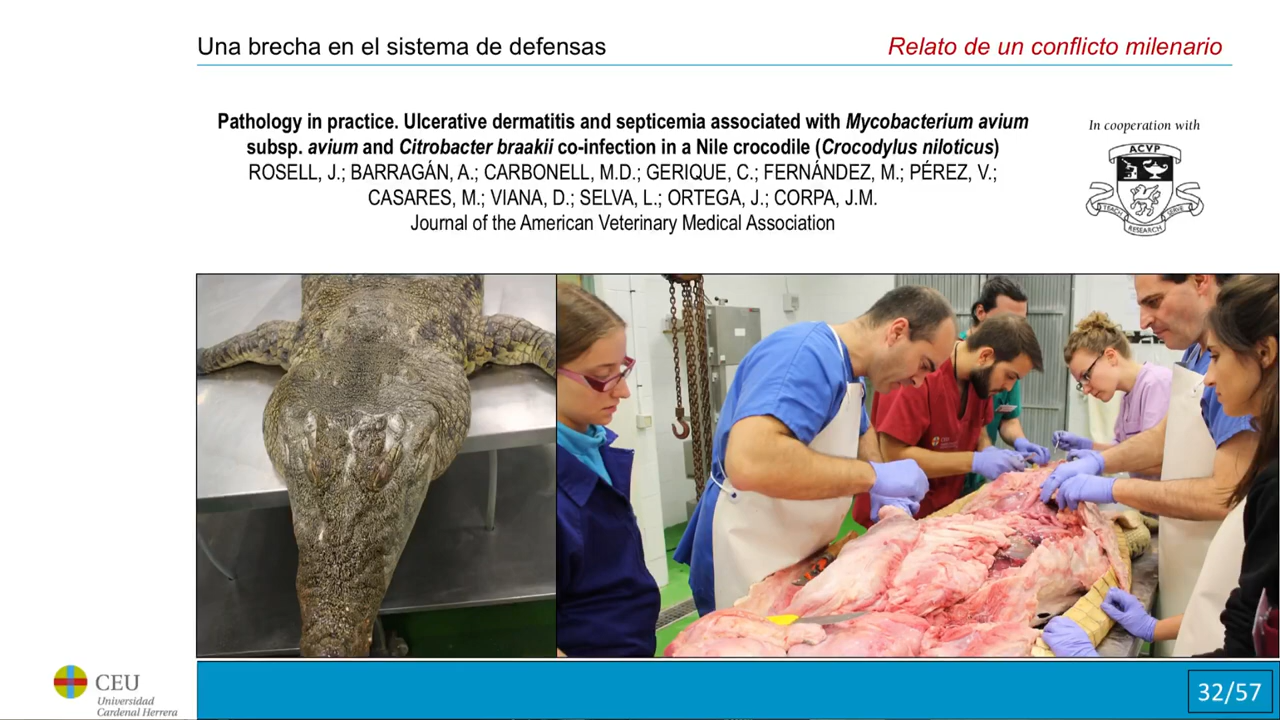 Una brecha en el sistema de defensas
Relato de un conflicto milenario
Pathology in practice. Ulcerative dermatitis and septicemia associated with Mycobacterium avium
subsp. avium and Citrobacter braakii co-infection in a Nile crocodile (Crocodylus niloticus)
ROSELL, J.; BARRAGÁN, A.; CARBONELL, M.D.; GERIQUE, C.; FERNÁNDEZ, M.; PÉREZ, V.;
CASARES, M.; VIANA, D.; SELVA, L.; ORTEGA, J.; CORPA, J.M.
Journal of the American Veterinary Medical Association
In cooperation with
ACVP
TEACH
RESEARCH
SERVE
CEU
Universidad
Cardenal Herrera
32/57